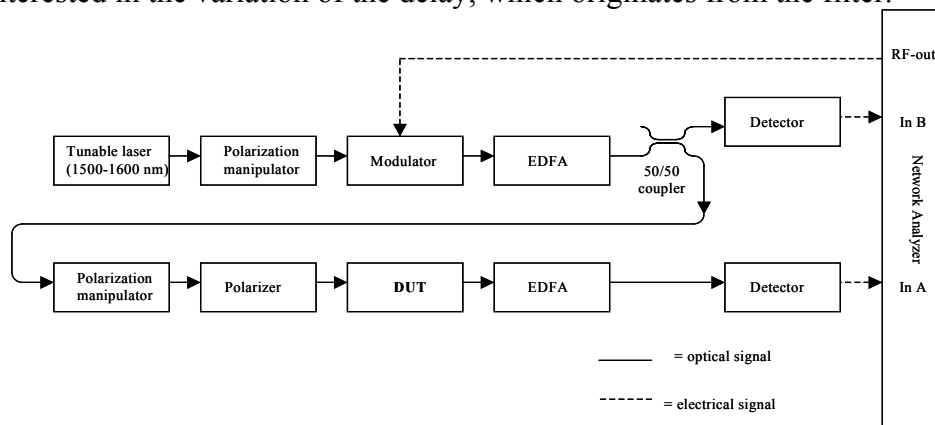 nterested in the variation of the delay, which originates from the filter.
RF-out
In B
Detector
Tunable laser
(1500-1600 nm)
Polarization
manipulator
Modulator
EDFA
50/50
coupler
Network Analyzer
Polarization
manipulator
Polarizer
DUT
EDFA
Detector
In A
= optical signal
= electrical signal